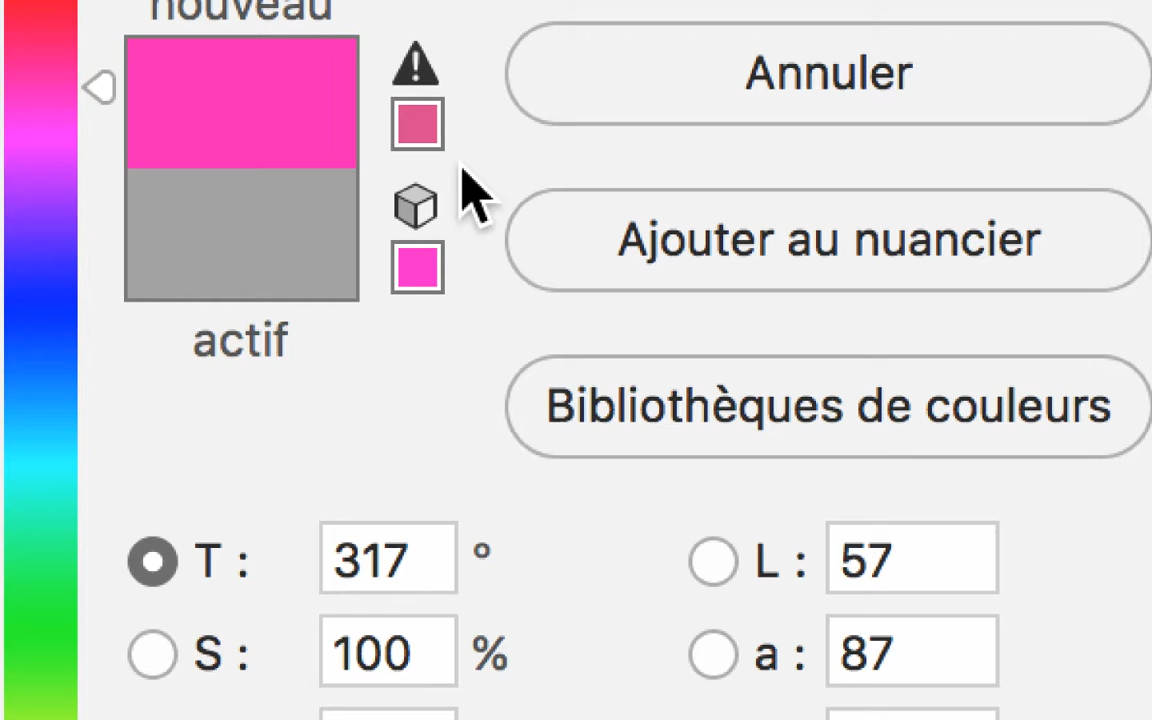 nouveau
Annuler
Ajouter au nuancier
actif
Bibliothèques de couleurs
T : 317 ° L : 57
S : 100 % a : 87